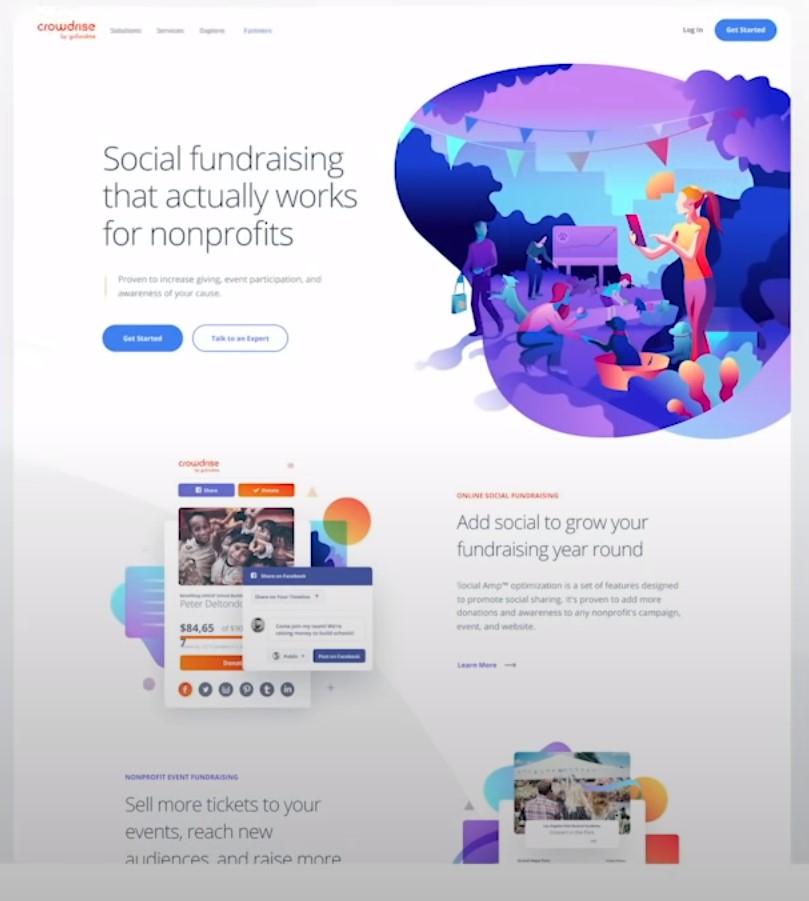 crowdrise
by gofundme
Solutions Services Explore Partners
Log In Get Started
Social fundraising
that actually works
for nonprofits
Proven to increase giving, event participation, and
awareness of your cause.
Get Started Talk to an Expert
crowdrise
by gofundme
Share Donate
Peter Deltondo
$84,65
7
Donat
Share on Facebook
Share on Your Timeline
Come join my team! We're
raising money to build schools!
Public Post on Facebook
ONLINE SOCIAL FUNDRAISING
Add social to grow your
fundraising year round
Social Amp™ optimization is a set of features designed
to promote social sharing. It's proven to add more
donations and awareness to any nonprofit's campaign,
event, and website.
Learn More
NONPROFIT EVENT FUNDRAISING
Sell more tickets to your
events, reach new
audiences, and raise more
Concert in the Park